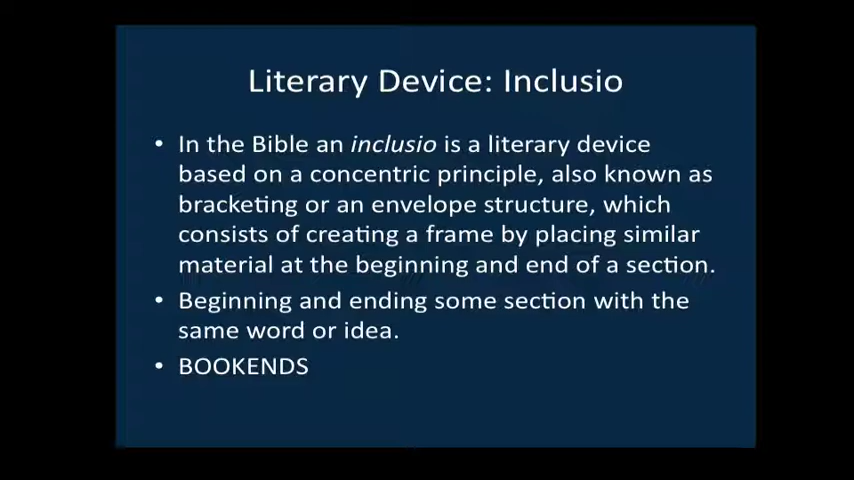 Literary Device: Inclusio
• In the Bible an inclusio is a literary device
based on a concentric principle, also known as
bracketing or an envelope structure, which
consists of creating a frame by placing similar
material at the beginning and end of a section.
• Beginning and ending some section with the
same word or idea.
• BOOKENDS